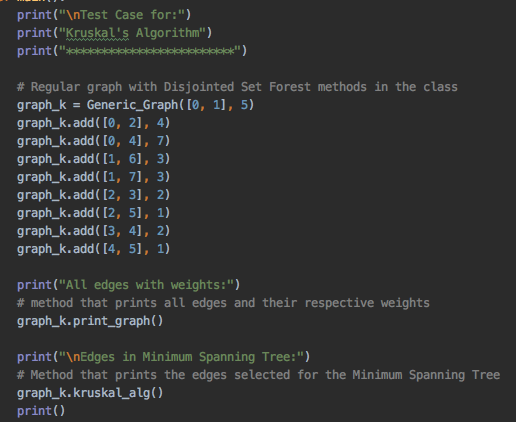 print("\nTest Case for:")
print("Kruskal's Algorithm")
print("************************")
# Regular graph with Disjointed Set Forest methods in the class
graph_k = Generic_Graph([0, 1], 5)
graph_k.add([0, 2], 4)
graph_k.add([0, 4], 7)
graph_k.add([1, 6], 3)
graph_k.add([1, 7], 3)
graph_k.add([2, 3], 2)
graph_k.add([2, 5], 1)
graph_k.add([3, 4], 2)
graph_k.add([4, 5], 1)
print("All edges with weights:")
# method that prints all edges and their respective weights
graph_k.print_graph()
print("\nEdges in Minimum Spanning Tree:")
# Method that prints the edges selected for the Minimum Spanning Tree
graph_k.kruskal_alg()
print()